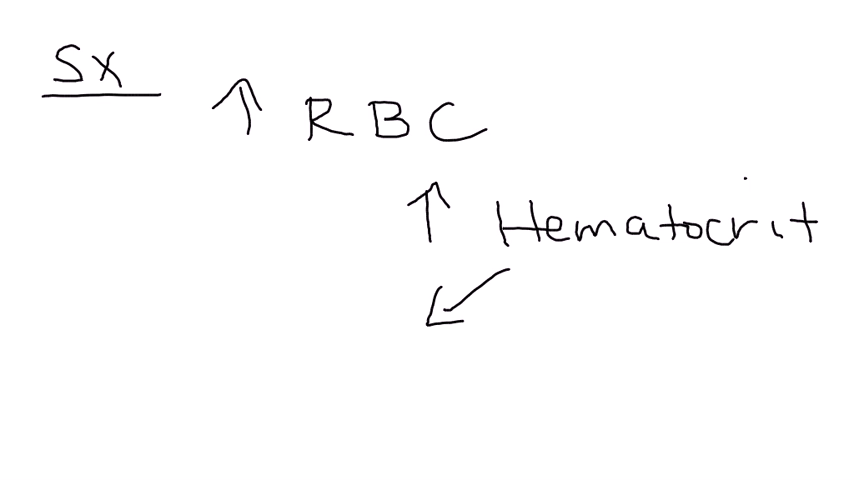 Sx
↑ RBC
↑ Hematocrit
↙